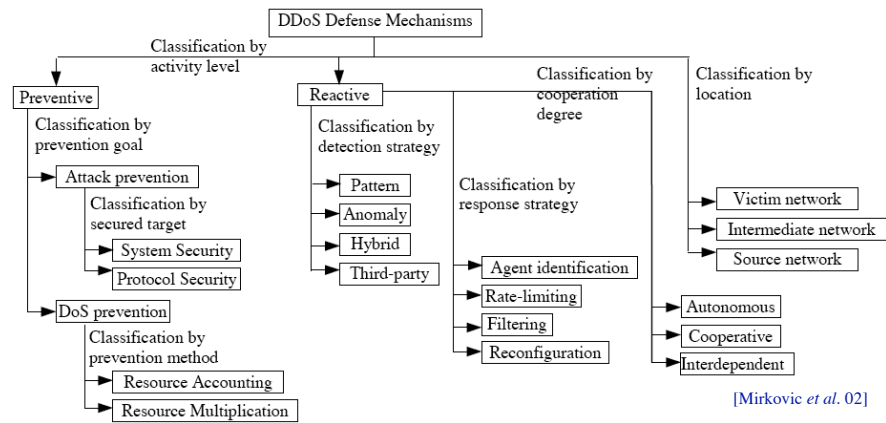 DDoS Defense Mechanisms
Classification by
activity level
Preventive
Classification by
prevention goal
Attack prevention
Classification by
secured target
System Security
Protocol Security
DoS prevention
Classification by
prevention method
Resource Accounting
Resource Multiplication
Reactive
Classification by
detection strategy
Pattern
Anomaly
Hybrid
Third-party
Classification by
response strategy
Agent identification
Rate-limiting
Filtering
Reconfiguration
Classification by
cooperation
degree
Autonomous
Cooperative
Interdependent
Classification by
location
Victim network
Intermediate network
Source network
[Mirkovic et al. 02]